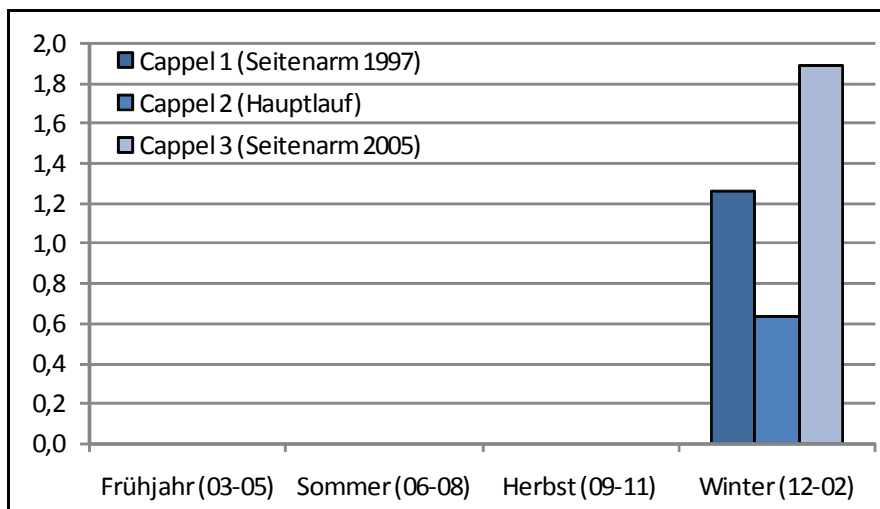 2,0
1,8
1,6
1,4
1,2
1,0
0,8
0,6
0,4
0,2
0,0
Cappel 1 (Seitenarm 1997)
Cappel 2 (Hauptlauf)
Cappel 3 (Seitenarm 2005)
Frühjahr (03-05) Sommer (06-08) Herbst (09-11) Winter (12-02)